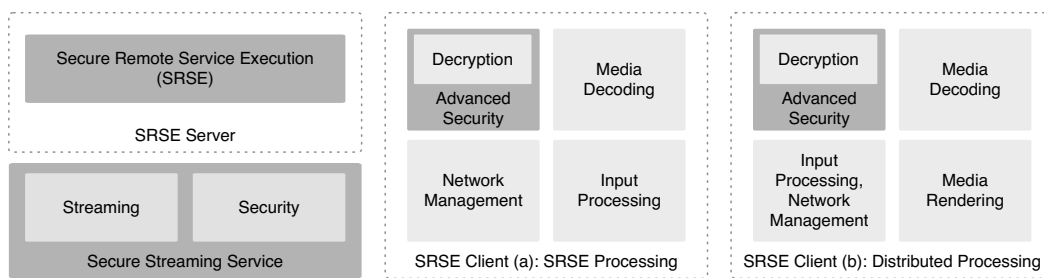 Secure Remote Service Execution
(SRSE)
SRSE Server
Streaming
Security
Secure Streaming Service
Decryption
Advanced
Security
Media
Decoding
Network
Management
Input
Processing
SRSE Client (a): SRSE Processing
Decryption
Advanced
Security
Media
Decoding
Input
Processing,
Network
Management
Media
Rendering
SRSE Client (b): Distributed Processing